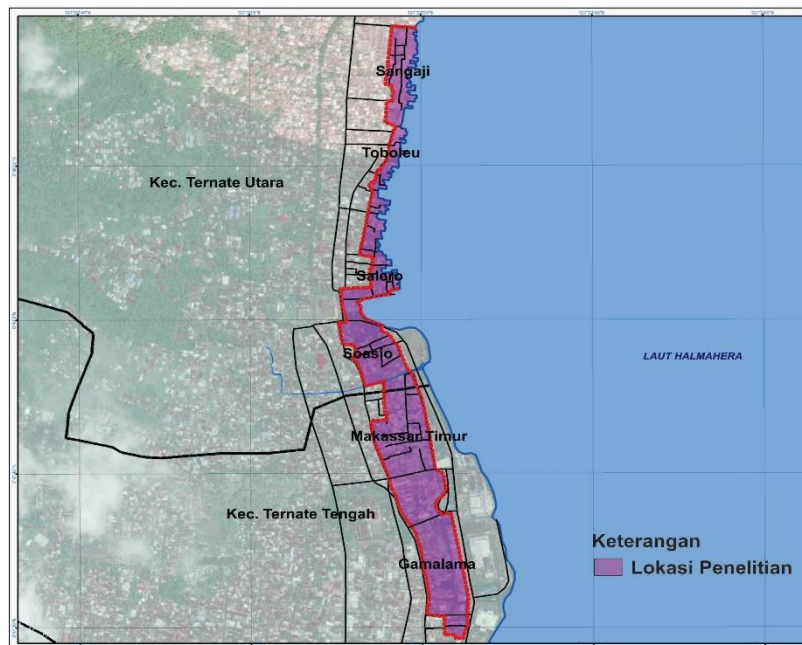 Sangaji
Toboleu
Kec. Ternate Utara
Salero
Soasio
LAUT HALMAHERA
Makassar Timur
Kec. Ternate Tengah
Keterangan
Lokasi Penelitian
Gamalama